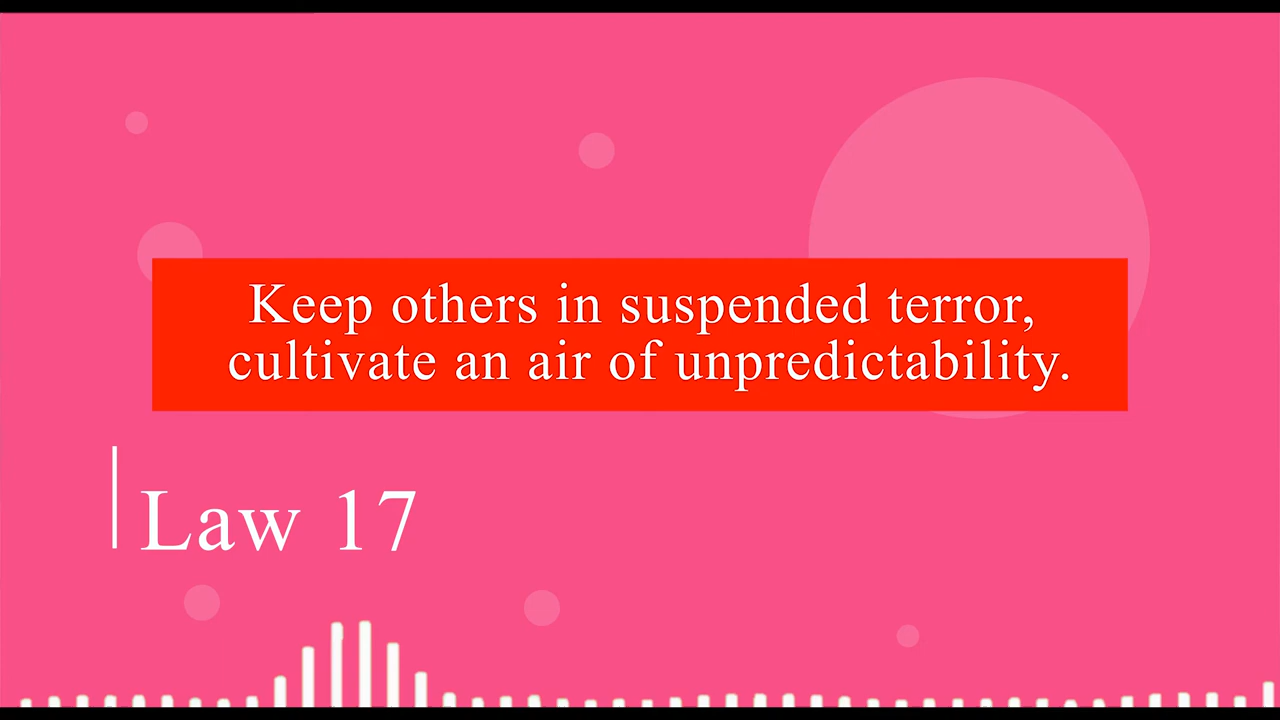 Keep others in suspended terror,
cultivate an air of unpredictability.
Law 17